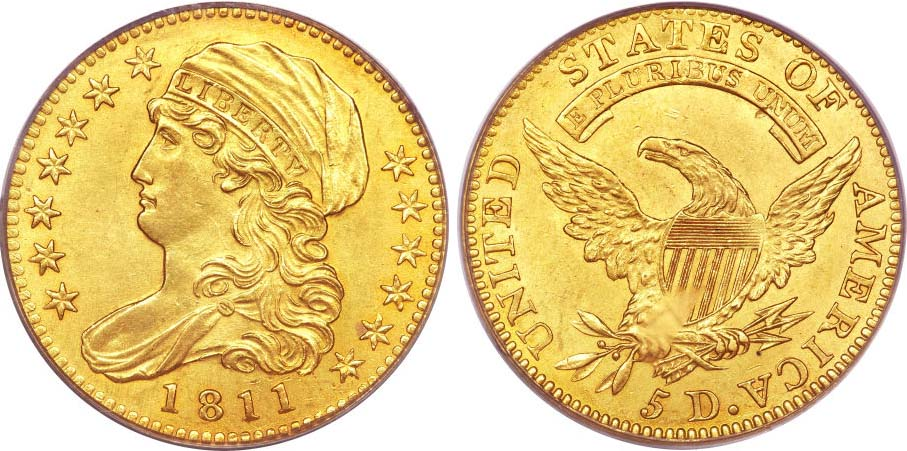 LIBERTY
1811
UNITED STATES OF AMERICA
E PLURIBUS UNUM
5 D.